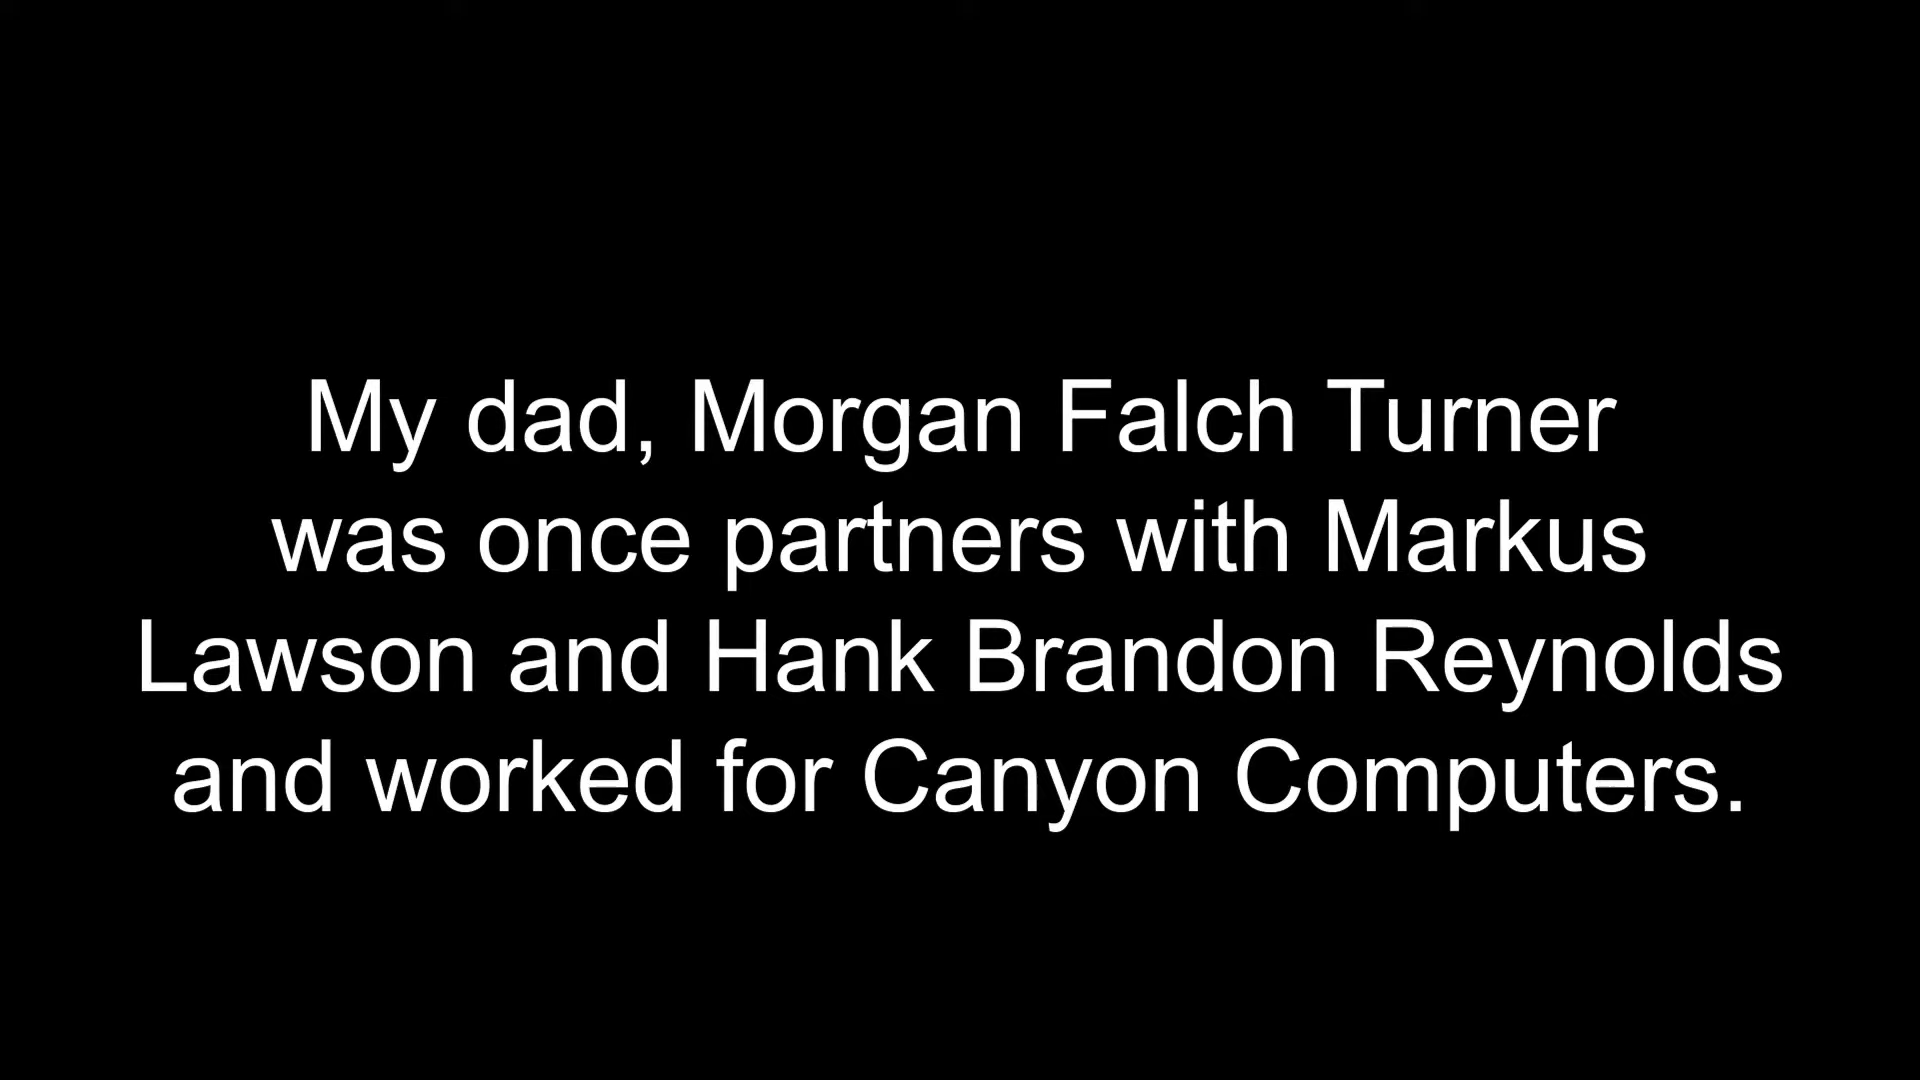 My dad, Morgan Falch Turner
was once partners with Markus
Lawson and Hank Brandon Reynolds
and worked for Canyon Computers.